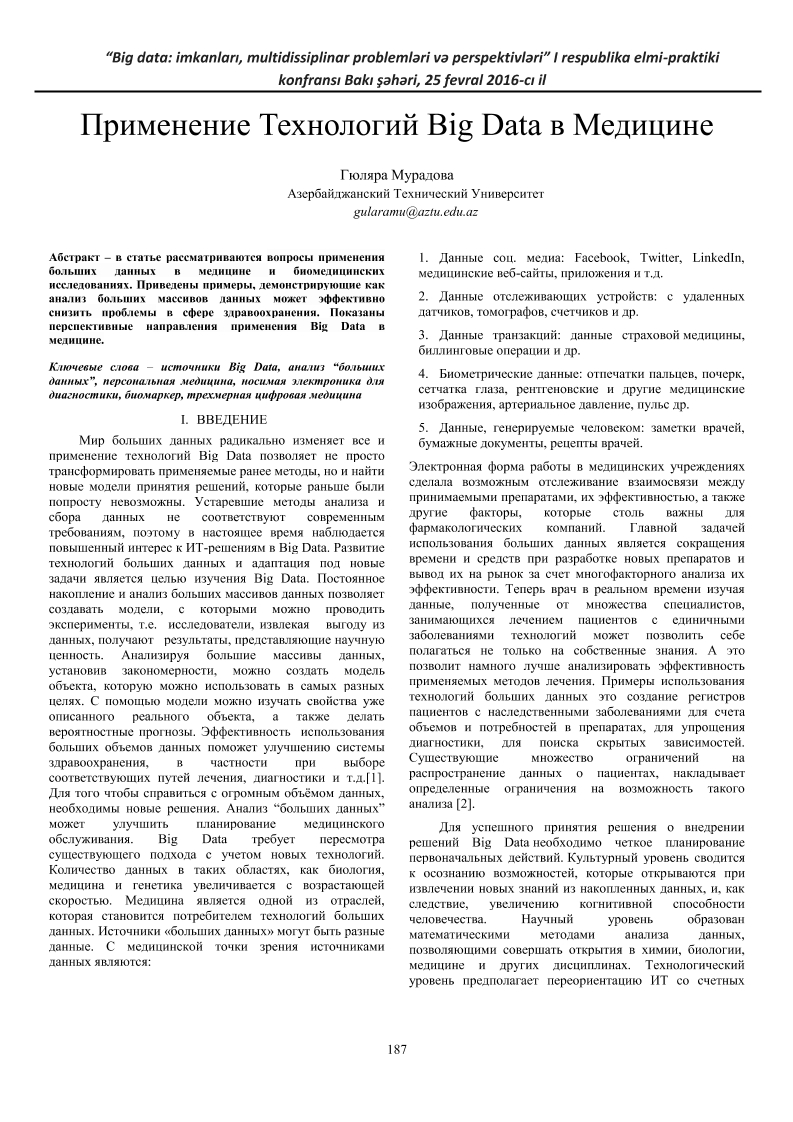 “Big data: imkanları, multidissiplinar problemləri və perspektivləri” I respublika elmi-praktiki
konfransı Bakı şəhəri, 25 fevral 2016-cı il
Применение Технологий Big Data в Медицине
Гюляра Мурадова
Азербайджанский Технический Университет
gularamu@aztu.edu.az
Абстракт – в статье рассматриваются вопросы применения
больших данных в медицине и биомедицинских
исследованиях. Приведены примеры, демонстрирующие как
анализ больших массивов данных может эффективно
снизить проблемы в сфере здравоохранения. Показаны
перспективные направления применения Big Data в
медицине.
Ключевые слова – источники Big Data, анализ “больших
данных”, персональная медицина, носимая электроника для
диагностики, биомаркер, трехмерная цифровая медицина
I. ВВЕДЕНИЕ
Мир больших данных радикально изменяет все и
применение технологий Big Data позволяет не просто
трансформировать применяемые ранее методы, но и найти
новые модели принятия решений, которые раньше были
попросту невозможны. Устаревшие методы анализа и
сбора данных не соответствуют современным
требованиям, поэтому в настоящее время наблюдается
повышенный интерес к ИТ-решениям в Big Data. Развитие
технологий больших данных и адаптация под новые
задачи является целью изучения Big Data. Постоянное
накопление и анализ больших массивов данных позволяет
создавать модели, с которыми можно проводить
эксперименты, т.е. исследователи, извлекая выгоду из
данных, получают результаты, представляющие научную
ценность. Анализируя большие массивы данных,
установив закономерности, можно создать модель
объекта, которую можно использовать в самых разных
целях. С помощью модели можно изучать свойства уже
описанного реального объекта, а также делать
вероятностные прогнозы. Эффективность использования
больших объемов данных поможет улучшению системы
здравоохранения, в частности при выборе
соответствующих путей лечения, диагностики и т.д.[1].
Для того чтобы справиться с огромным объёмом данных,
необходимы новые решения. Анализ “больших данных”
может улучшить планирование медицинского
обслуживания. Big Data требует пересмотра
существующего подхода с учетом новых технологий.
Количество данных в таких областях, как биология,
медицина и генетика увеличивается с возрастающей
скоростью. Медицина является одной из отраслей,
которая становится потребителем технологий больших
данных. Источники «больших данных» могут быть разные
данные. С медицинской точки зрения источниками
данных являются:
1. Данные соц. медиа: Facebook, Twitter, LinkedIn,
медицинские веб-сайты, приложения и т.д.
2. Данные отслеживающих устройств: с удаленных
датчиков, томографов, счетчиков и др.
3. Данные транзакций: данные страховой медицины,
биллинговые операции и др.
4. Биометрические данные: отпечатки пальцев, почерк,
сетчатка глаза, рентгеновские и другие медицинские
изображения, артериальное давление, пульс др.
5. Данные, генерируемые человеком: заметки врачей,
бумажные документы, рецепты врачей.
Электронная форма работы в медицинских учреждениях
сделала возможным отслеживание взаимосвязи между
принимаемыми препаратами, их эффективностью, а также
другие факторы, которые столь важны для
фармакологических компаний. Главной задачей
использования больших данных является сокращения
времени и средств при разработке новых препаратов и
вывод их на рынок за счет многофакторного анализа их
эффективности. Теперь врач в реальном времени изучая
данные, полученные от множества специалистов,
занимающихся лечением пациентов с единичными
заболеваниями технологий может позволить себе
полагаться не только на собственные знания. А это
позволит намного лучше анализировать эффективность
применяемых методов лечения. Примеры использования
технологий больших данных это создание регистров
пациентов с наследственными заболеваниями для счета
объемов и потребностей в препаратах, для упрощения
диагностики, для поиска скрытых зависимостей.
Существующие множество ограничений на
распространение данных о пациентах, накладывает
определенные ограничения на возможность такого
анализа [2].
Для успешного принятия решения о внедрении
решений Big Data необходимо четкое планирование
первоначальных действий. Культурный уровень сводится
к осознанию возможностей, которые открываются при
извлечении новых знаний из накопленных данных, и, как
следствие, увеличению когнитивной способности
человечества. Научный уровень образован
математическими методами анализа данных,
позволяющими совершать открытия в химии, биологии,
медицине и других дисциплинах. Технологический
уровень предполагает переориентацию ИТ со счетных
187